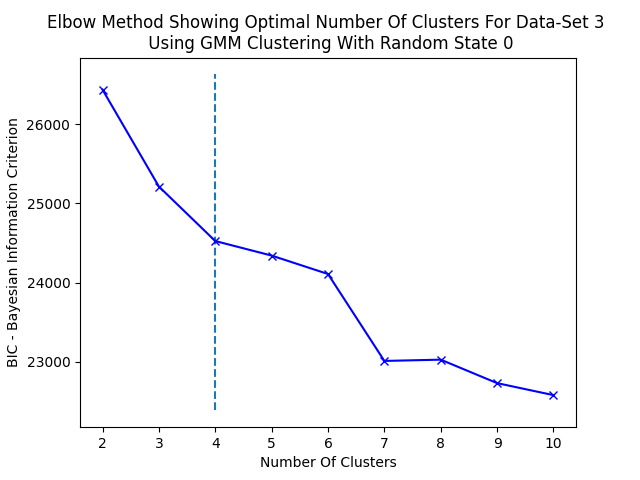 Elbow Method Showing Optimal Number Of Clusters For Data-Set 3
Using GMM Clustering With Random State 0
BIC - Bayesian Information Criterion
26000
25000
24000
23000
2 3 4 5 6 7 8 9 10
Number Of Clusters